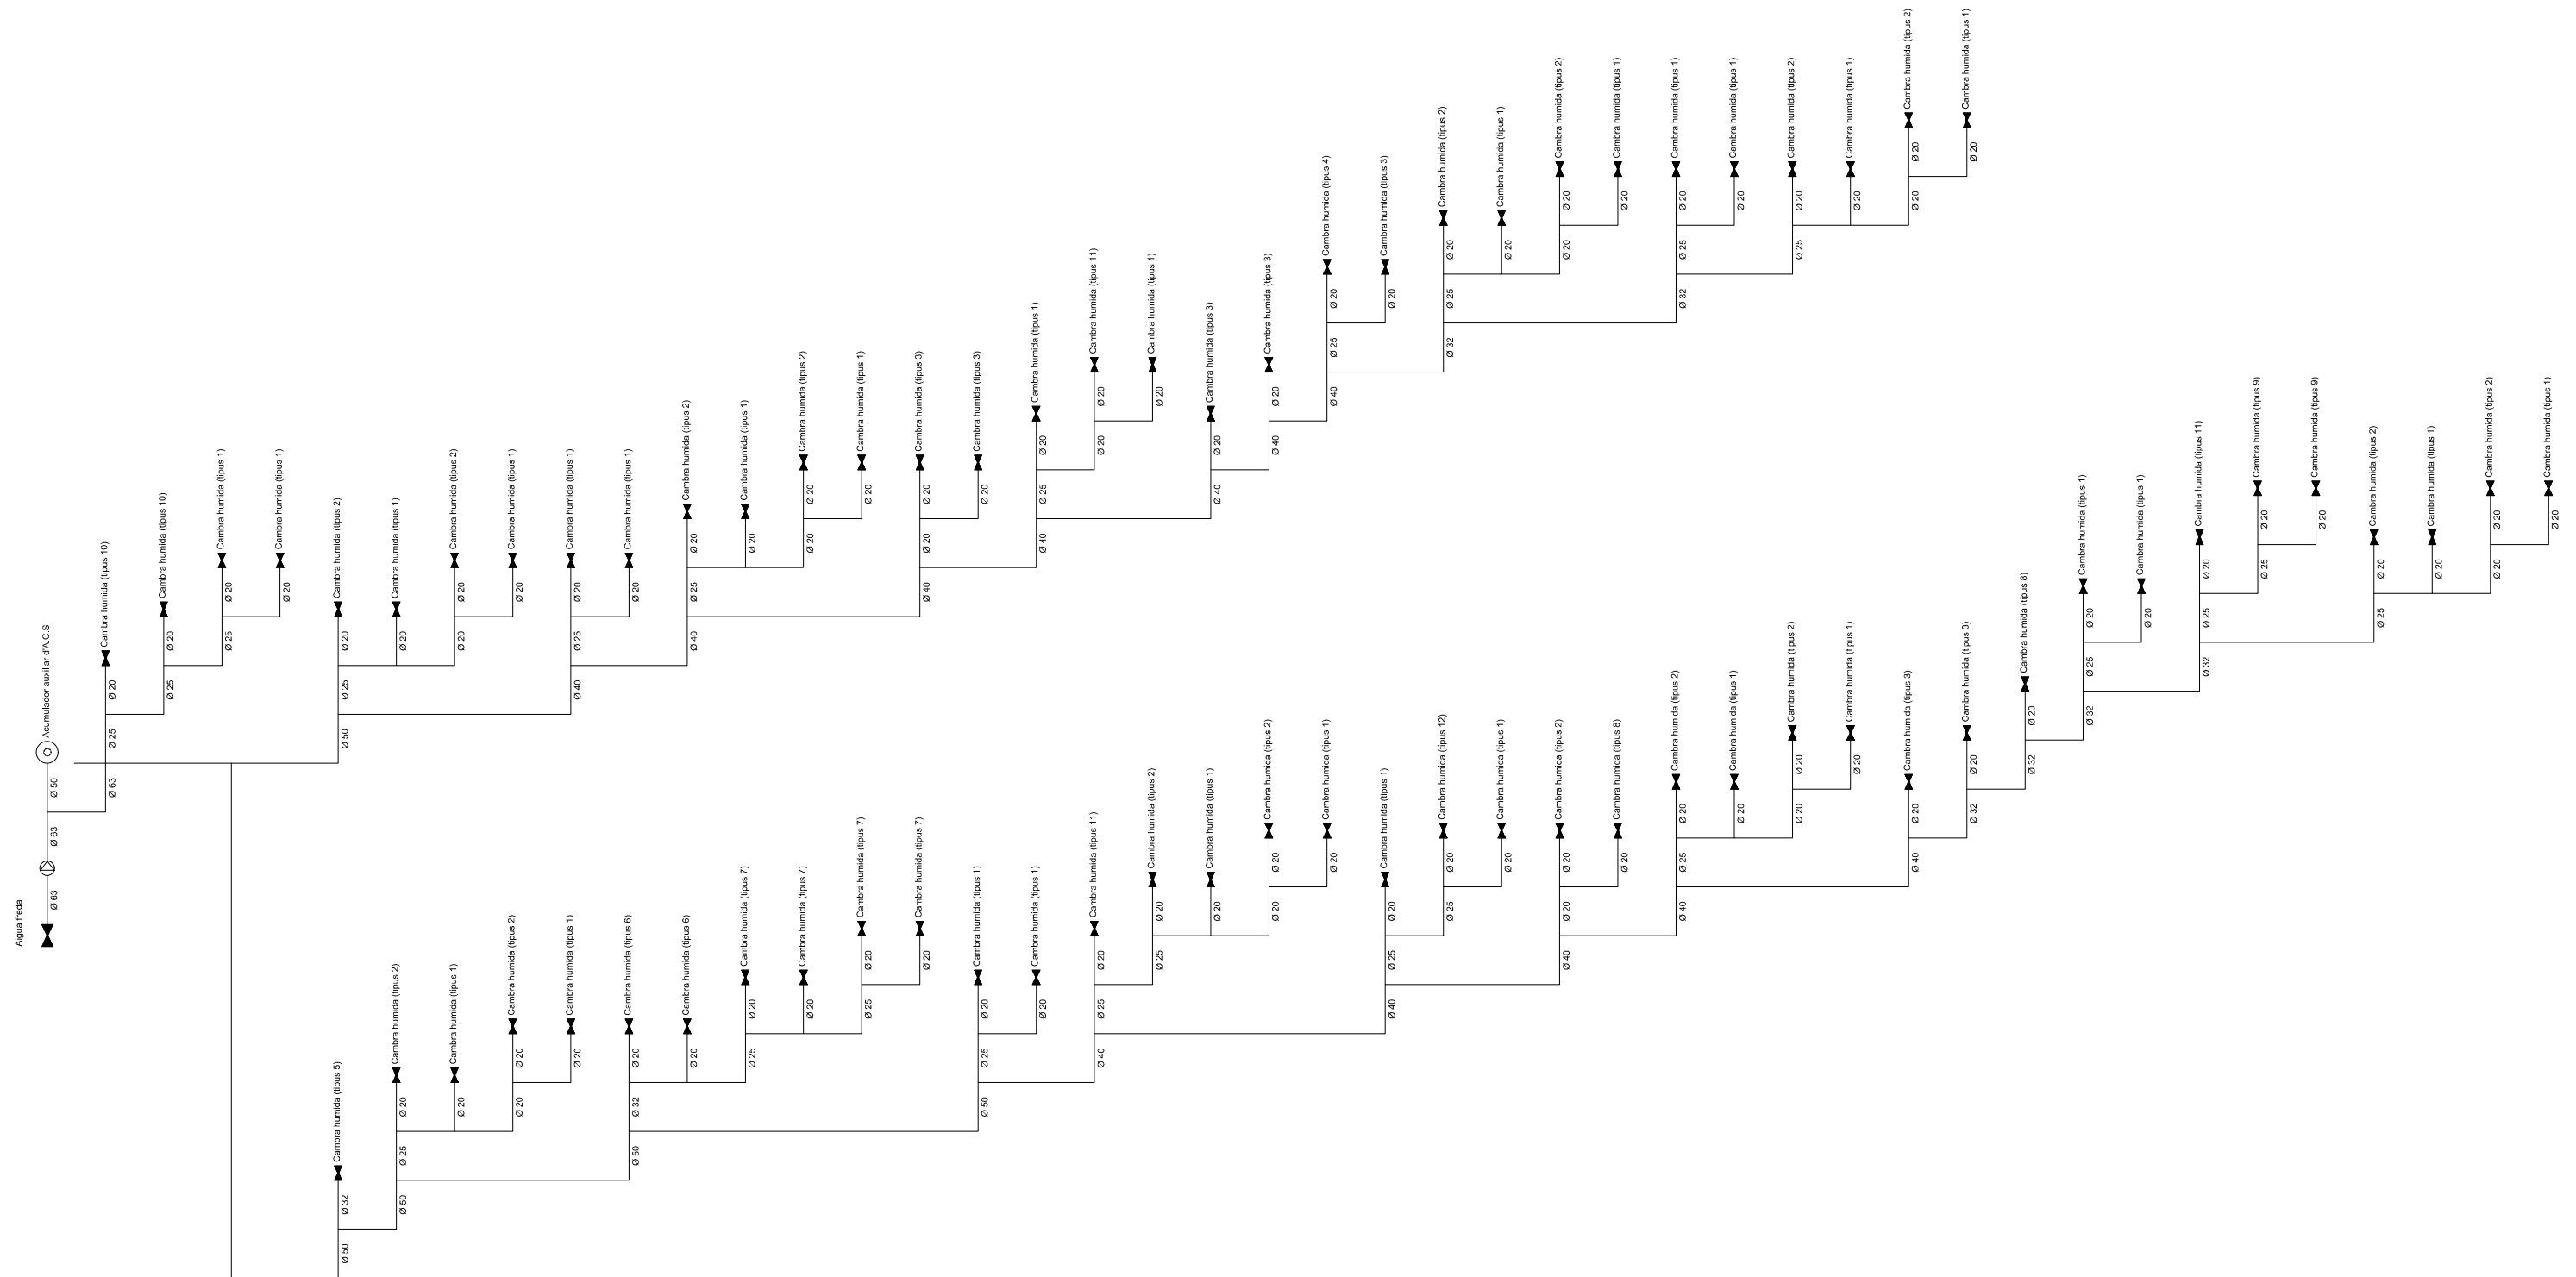 Aigua freda
Acumulador auxiliar d'A.C.S.
Ø 50
Ø 63
Ø 63
Cambra humida (tipus 10)
Ø 20
Ø 25
Ø 63
Cambra humida (tipus 10)
Ø 20
Ø 25
Cambra humida (tipus 1)
Ø 20
Ø 25
Cambra humida (tipus 1)
Ø 20
Cambra humida (tipus 2)
Ø 20
Ø 25
Ø 50
Cambra humida (tipus 5)
Ø 32
Ø 50
Cambra humida (tipus 1)
Ø 20
Cambra humida (tipus 2)
Ø 20
Ø 25
Ø 50
Cambra humida (tipus 2)
Ø 20
Ø 20
Cambra humida (tipus 1)
Ø 20
Cambra humida (tipus 1)
Ø 20
Cambra humida (tipus 2)
Ø 20
Ø 20
Cambra humida (tipus 1)
Ø 20
Ø 25
Ø 40
Cambra humida (tipus 1)
Ø 20
Cambra humida (tipus 1)
Ø 20
Cambra humida (tipus 6)
Ø 20
Ø 32
Ø 50
Cambra humida (tipus 2)
Ø 20
Ø 25
Ø 40
Cambra humida (tipus 6)
Ø 20
Cambra humida (tipus 1)
Ø 20
Cambra humida (tipus 7)
Ø 20
Ø 25
Cambra humida (tipus 2)
Ø 20
Ø 20
Cambra humida (tipus 7)
Ø 20
Cambra humida (tipus 1)
Ø 20
Cambra humida (tipus 7)
Ø 20
Ø 25
Cambra humida (tipus 3)
Ø 20
Ø 20
Ø 40
Cambra humida (tipus 7)
Ø 20
Cambra humida (tipus 3)
Ø 20
Cambra humida (tipus 1)
Ø 20
Ø 25
Ø 50
Cambra humida (tipus 1)
Ø 20
Ø 25
Ø 40
Cambra humida (tipus 1)
Ø 20
Cambra humida (tipus 11)
Ø 20
Ø 20
Cambra humida (tipus 11)
Ø 20
Ø 25
Ø 40
Cambra humida (tipus 1)
Ø 20
Cambra humida (tipus 2)
Ø 20
Ø 25
Cambra humida (tipus 3)
Ø 20
Ø 40
Cambra humida (tipus 1)
Ø 20
Cambra humida (tipus 3)
Ø 20
Ø 40
Cambra humida (tipus 2)
Ø 20
Ø 20
Cambra humida (tipus 4)
Ø 20
Ø 25
Ø 40
Cambra humida (tipus 1)
Ø 20
Cambra humida (tipus 3)
Ø 20
Cambra humida (tipus 1)
Ø 20
Ø 25
Ø 40
Cambra humida (tipus 2)
Ø 20
Ø 25
Ø 32
Cambra humida (tipus 12)
Ø 20
Ø 25
Cambra humida (tipus 1)
Ø 20
Cambra humida (tipus 1)
Ø 20
Cambra humida (tipus 2)
Ø 20
Ø 20
Cambra humida (tipus 2)
Ø 20
Ø 20
Ø 40
Cambra humida (tipus 1)
Ø 20
Cambra humida (tipus 8)
Ø 20
Cambra humida (tipus 1)
Ø 20
Ø 25
Ø 32
Cambra humida (tipus 2)
Ø 20
Ø 25
Ø 40
Cambra humida (tipus 1)
Ø 20
Cambra humida (tipus 1)
Ø 20
Cambra humida (tipus 2)
Ø 20
Ø 25
Cambra humida (tipus 2)
Ø 20
Ø 20
Cambra humida (tipus 1)
Ø 20
Cambra humida (tipus 1)
Ø 20
Cambra humida (tipus 2)
Ø 20
Ø 20
Cambra humida (tipus 3)
Ø 20
Ø 40
Cambra humida (tipus 1)
Ø 20
Cambra humida (tipus 3)
Ø 20
Ø 32
Cambra humida (tipus 8)
Ø 20
Ø 32
Cambra humida (tipus 1)
Ø 20
Ø 25
Ø 32
Cambra humida (tipus 1)
Ø 20
Cambra humida (tipus 11)
Ø 20
Ø 25
Ø 32
Cambra humida (tipus 9)
Ø 20
Ø 25
Cambra humida (tipus 9)
Ø 20
Cambra humida (tipus 2)
Ø 20
Ø 25
Cambra humida (tipus 1)
Ø 20
Cambra humida (tipus 2)
Ø 20
Ø 20
Cambra humida (tipus 1)
Ø 20